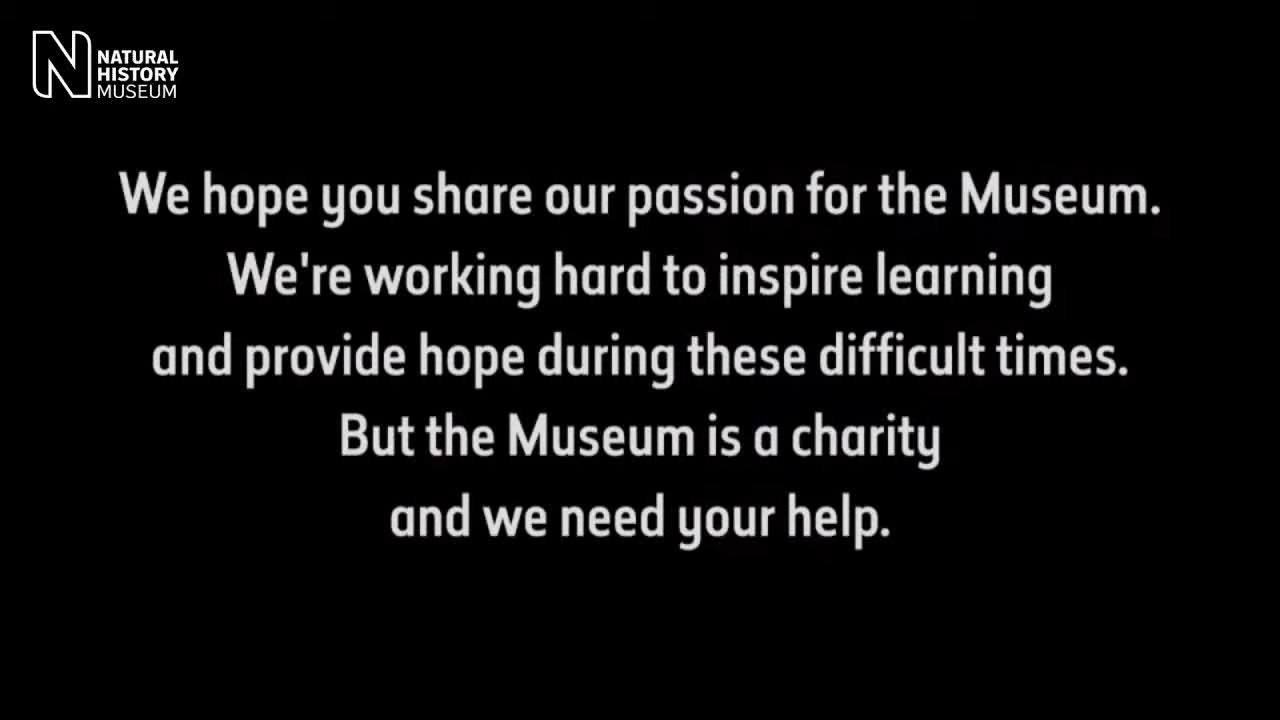 NATURAL
HISTORY
MUSEUM
We hope you share our passion for the Museum.
We're working hard to inspire learning
and provide hope during these difficult times.
But the Museum is a charity
and we need your help.